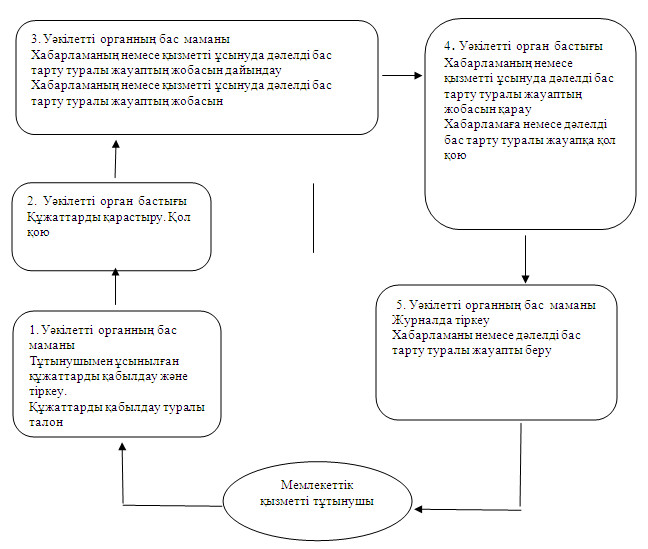 3. Уәкілетті органның бас маманы
Хабарламаның немесе қызметті ұсынуда дәлелді бас
тарту туралы жауаптың жобасын дайындау
Хабарламаның немесе қызметті ұсынуда дәлелді бас
тарту туралы жауаптың жобасын
4. Уәкілетті орган бастығы
Хабарламаның немесе
қызметті ұсынуда дәлелді бас
тарту туралы жауаптың
жобасын қарау
Хабарламаға немесе дәлелді
бас тарту туралы жауапқа қол
қою
2. Уәкілетті орган бастығы
Құжаттарды қарастыру. Қол
қою
5. Уәкілетті органның бас маманы
Журналда тіркеу
Хабарламаны немесе дәлелді бас
тарту туралы жауапты беру
1. Уәкілетті органның бас
маманы
Тұтынушымен ұсынылған
құжаттарды қабылдау және
тіркеу.
Құжаттарды қабылдау туралы
талон
Мемлекеттік
қызметті тұтынушы